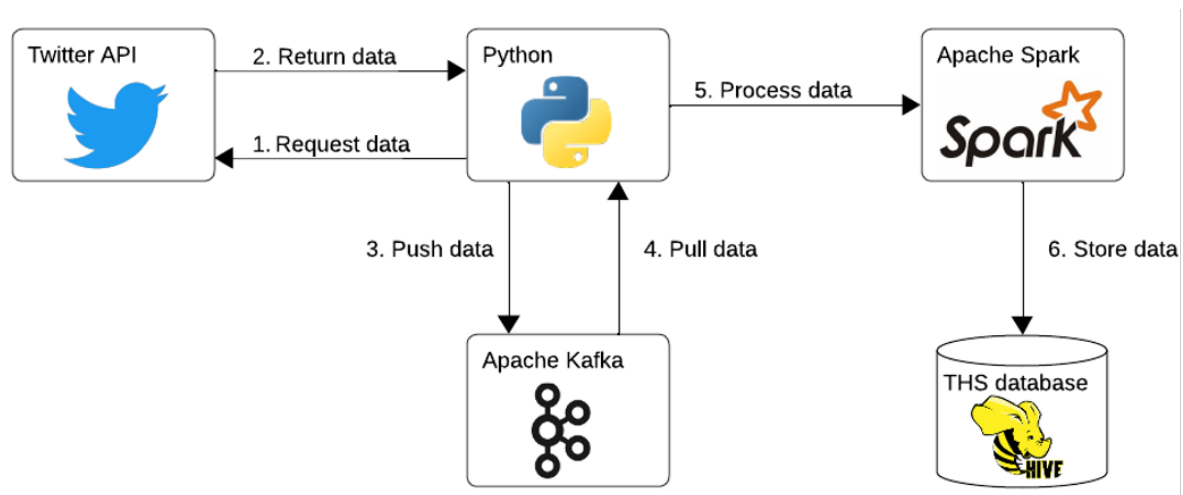 Twitter API
2. Return data
Python
5. Process data
Apache Spark
Spark
1. Request data
3. Push data
4. Pull data
6. Store data
Apache Kafka
THS database
HIVE